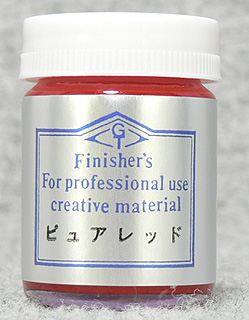 G
Finisher's
For professional use
creative material
ピュアレッド